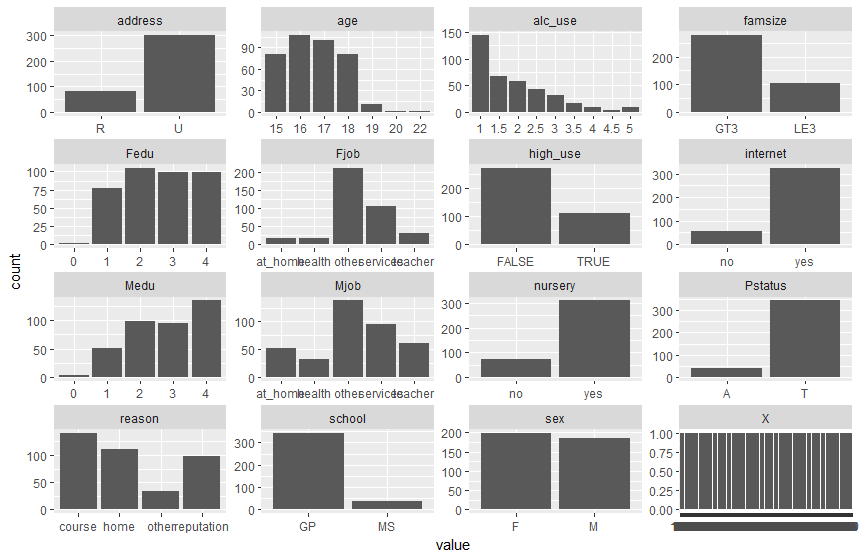 address age alc_use famsize
300 90 150 200
200 60 100 100
100 30 50 0
0 0 0
R U 15 16 17 18 19 20 22 1 1.5 2 2.5 3 3.5 4 4.5 5 GT3 LE3
Fedu Fjob high_use internet
100 200 200 300
75 150 100 200
50 100 0 100
25 50 0
0 0
0 1 2 3 4 at_home health other services teacher FALSE TRUE no yes
Medu Mjob nursery Pstatus
100 100 300 300
50 50 200 200
0 0 100 100
0 0
0 1 2 3 4 at_home health other services teacher no yes A T
reason school sex X
100 300 200 1.00
50 200 150 0.75
0 100 100 0.50
0 50 0.25
0 0.00
course home other reputation GP MS F M
count
value